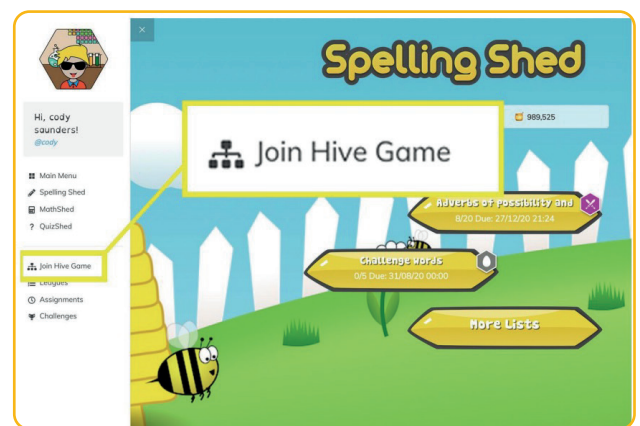 ×
Spelling Shed
Hi, cody
saunders!
@cody
989,525
Join Hive Game
Main Menu
Spelling Shed
MathShed
? QuizShed
Adverbs of possibility and
8/20 Due: 27/12/20 21:24
Join Hive Game
Leagues
Assignments
Challenges
Challenge Words
0/5 Due: 31/08/20 00:00
More Lists